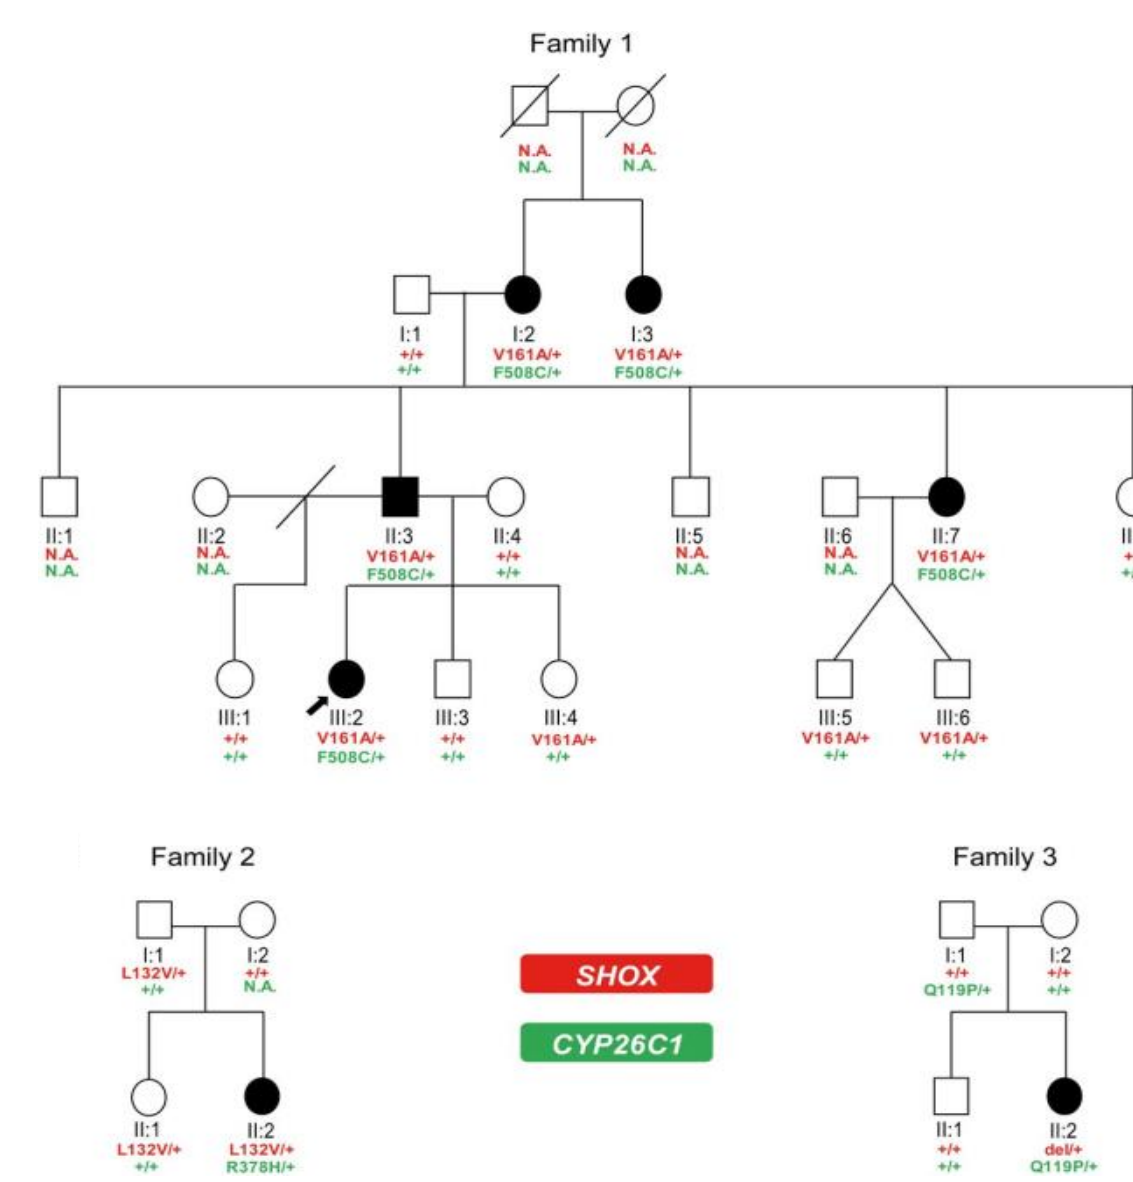 Family 1
N.A. N.A.
N.A. N.A.
I:1 I:2 I:3
+/+ V161A/+ V161A/+
+/+ F508C/+ F508C/+
II:1 II:2 II:3 II:4 II:5 II:6 II:7
N.A. N.A. V161A/+ +/+ N.A. N.A. V161A/+
N.A. N.A. F508C/+ +/+ N.A. N.A. F508C/+
III:1 III:2 III:3 III:4 III:5 III:6
+/+ V161A/+ +/+ V161A/+ V161A/+ V161A/+
+/+ F508C/+ +/+ +/+ +/+ +/+
Family 2 Family 3
I:1 I:2 I:1 I:2
L132V/+ +/+ +/+ +/+
+/+ N.A. Q119P/+ +/+
SHOX
CYP26C1
II:1 II:2 II:1 II:2
L132V/+ L132V/+ +/+ del/+
+/+ R378H/+ +/+ Q119P/+